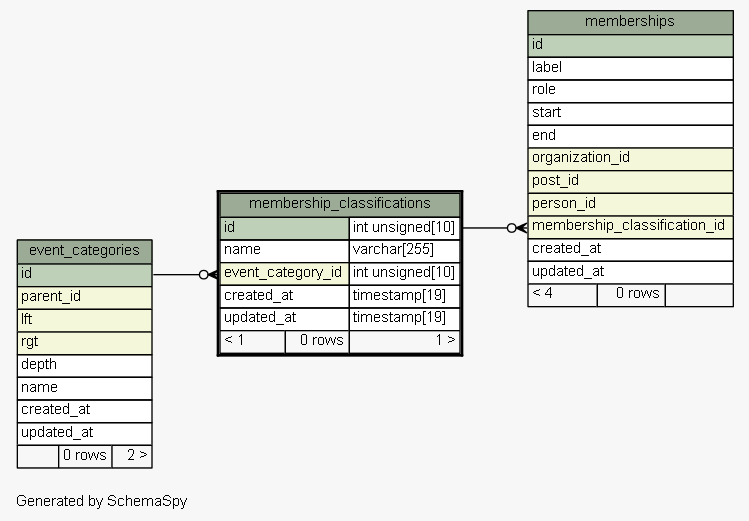 memberships
id
label
role
start
end
organization_id
post_id
person_id
membership_classification_id
created_at
updated_at
< 4 0 rows
membership_classifications
id int unsigned[10]
name varchar[255]
event_category_id int unsigned[10]
created_at timestamp[19]
updated_at timestamp[19]
< 1 0 rows 1 >
event_categories
id
parent_id
lft
rgt
depth
name
created_at
updated_at
0 rows 2 >
Generated by SchemaSpy